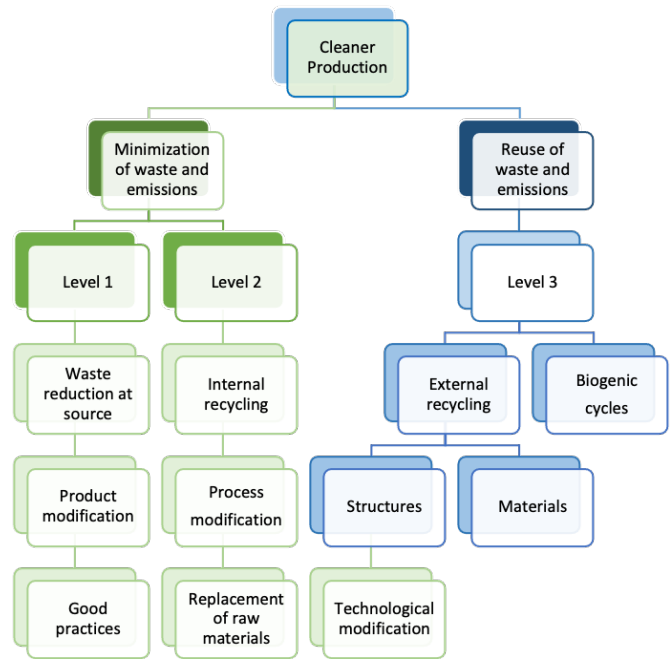 Cleaner
Production
Minimization
of waste and
emissions
Reuse of
waste and
emissions
Level 1
Level 2
Level 3
Waste
reduction at
source
Internal
recycling
External
recycling
Biogenic
cycles
Product
modification
Process
modification
Structures
Materials
Good
practices
Replacement
of raw
materials
Technological
modification